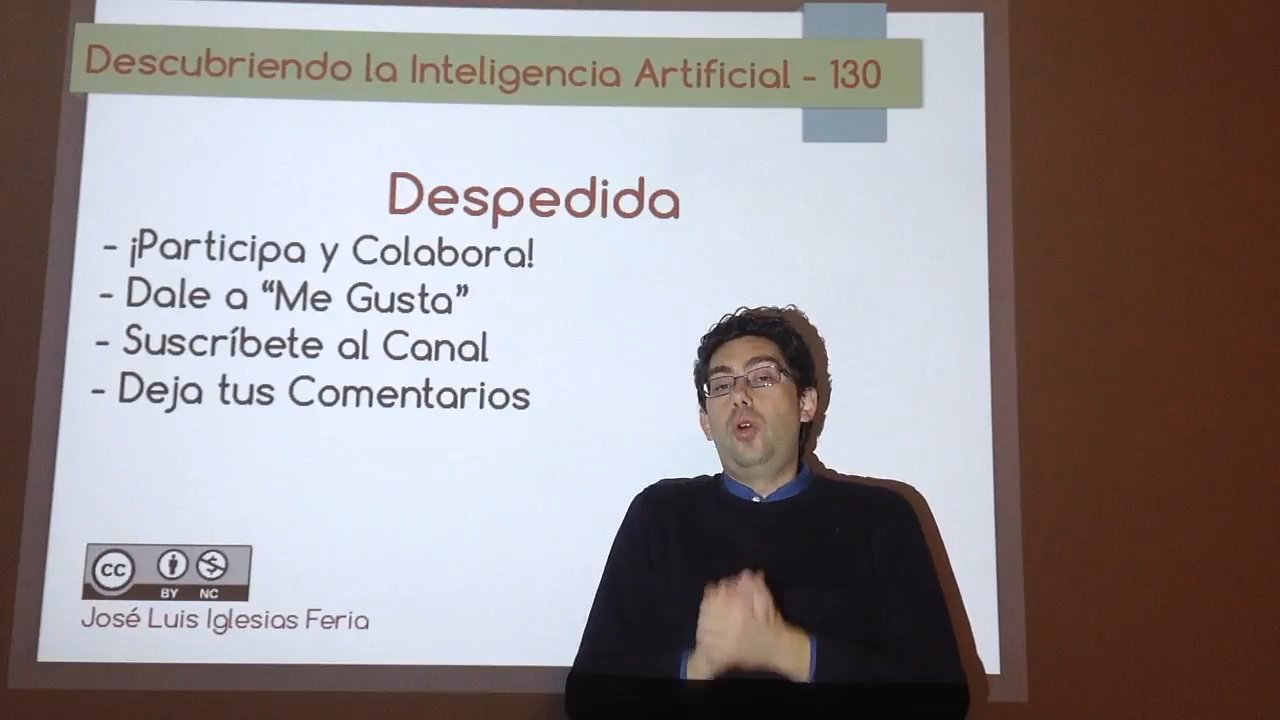 Descubriendo la Inteligencia Artificial - 130
Despedida
- ¡Participa y Colabora!
- Dale a “Me Gusta”
- Suscríbete al Canal
- Deja tus Comentarios
cc
BY NC
José Luis Iglesias Feria